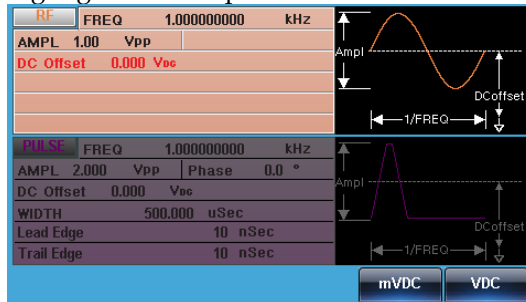 RF FREQ 1.000000000 kHz
AMPL 1.00 Vpp
DC Offset 0.000 VDC
Ampl
DCoffset
1/FREQ
PULSE FREQ 1.000000000 kHz
AMPL 2.000 Vpp Phase 0.0 °
DC Offset 0.000 VDC
WIDTH 500.000 uSec
Lead Edge 10 nSec
Trail Edge 10 nSec
Ampl
DCoffset
1/FREQ
mVDC VDC